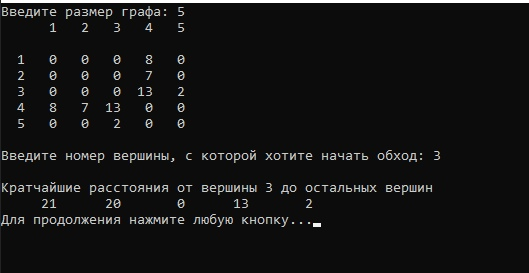 Введите размер графа: 5
1 2 3 4 5
1 0 0 0 8 0
2 0 0 0 7 0
3 0 0 0 13 2
4 8 7 13 0 0
5 0 0 2 0 0
Введите номер вершины, с которой хотите начать обход: 3
Кратчайшие расстояния от вершины 3 до остальных вершин
21 20 0 13 2
Для продолжения нажмите любую кнопку...